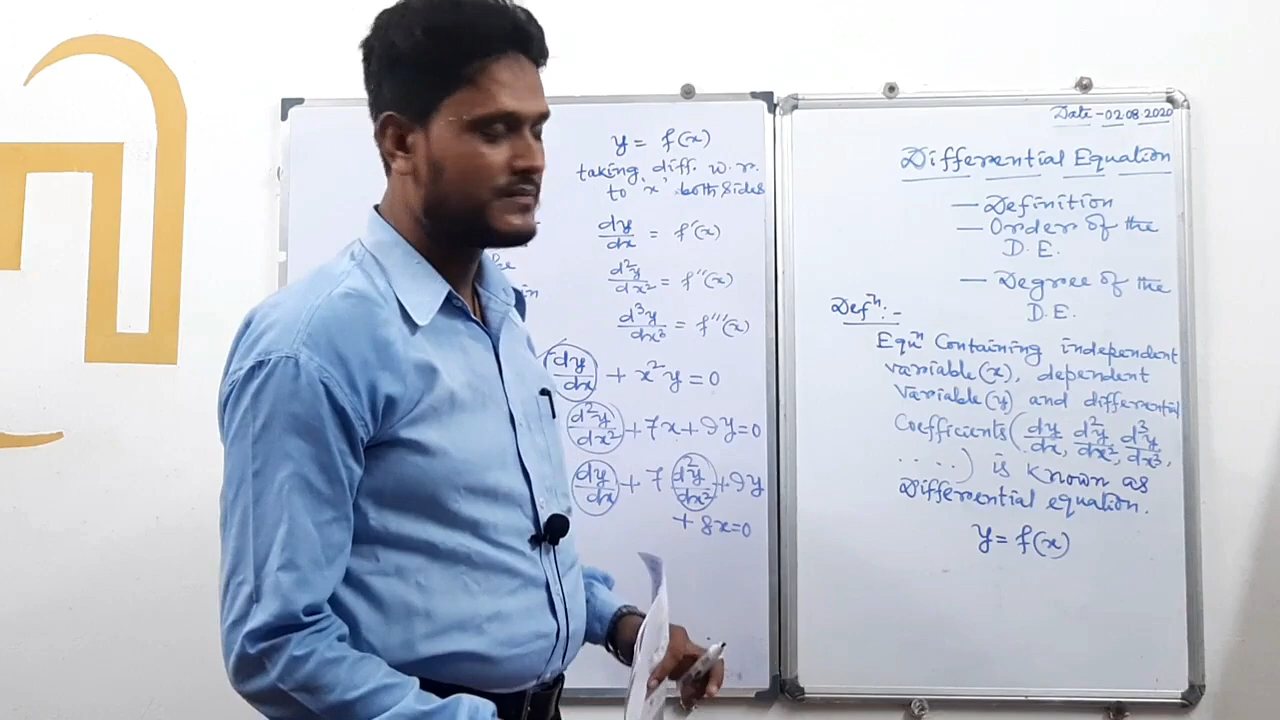 y = f(x)
taking diff. w. r.
to 'x' both sides
dy/dx = f'(x)
d²y/dx² = f''(x)
d³y/dx³ = f'''(x)
dy/dx + x²y = 0
d²y/dx² + 7x + 9y = 0
dy/dx + 7 d²y/dx² + 9y
+ 8x = 0
Date - 02.08.2020
Differential Equation
— Definition
— Order of the
D.E.
— Degree of the
D.E.
Defⁿ:-
Equⁿ Containing independent
variable(x), dependent
Variable(y) and differential
Coefficients (dy/dx, d²y/dx², d³y/dx³,
.....) is known as
Differential equation.
y = f(x)